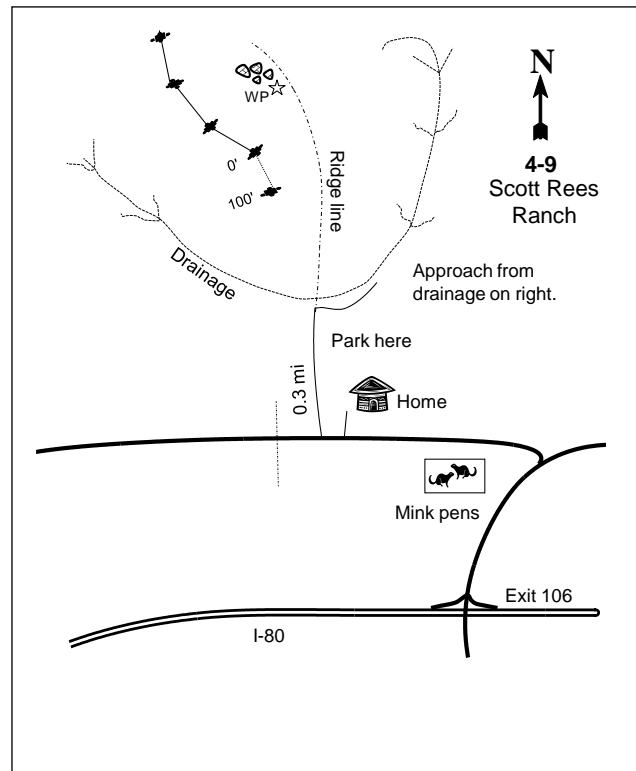 N
WP
4-9
Scott Rees
Ranch
0'
100'
Ridge line
Drainage
Approach from
drainage on right.
Park here
0.3 mi
Home
Mink pens
Exit 106
I-80